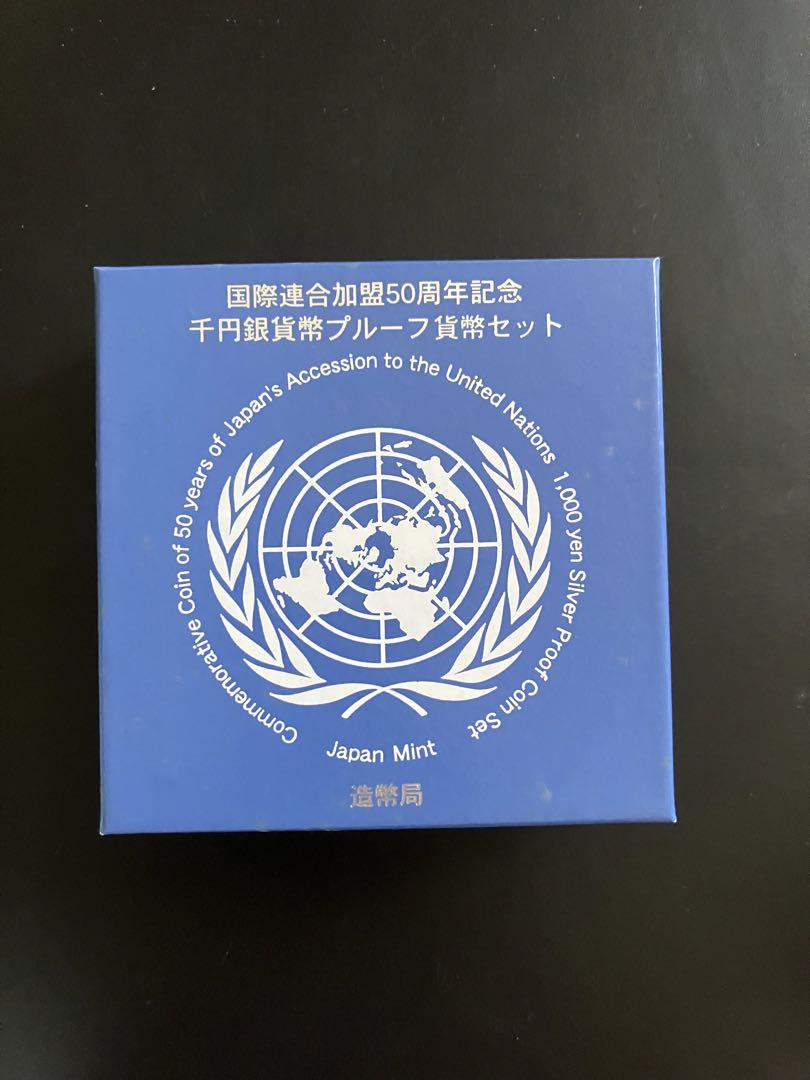 国際連合加盟50周年記念
千円銀貨幣プルーフ貨幣セット
Commemorative Coin of 50 years of Japan's Accession to the United Nations 1,000 yen Silver Proof Coin Set
Japan Mint
造幣局